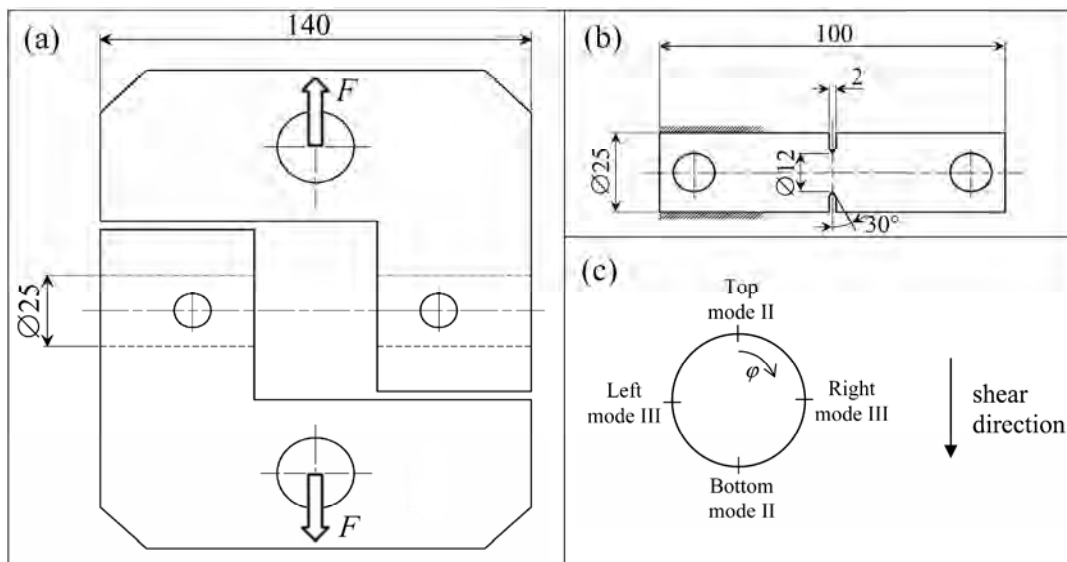 (a)
140
F
Ø25
F
(b)
100
2
Ø25
Ø12
30°
(c)
Top
mode II
φ
Left
mode III
Right
mode III
Bottom
mode II
shear
direction